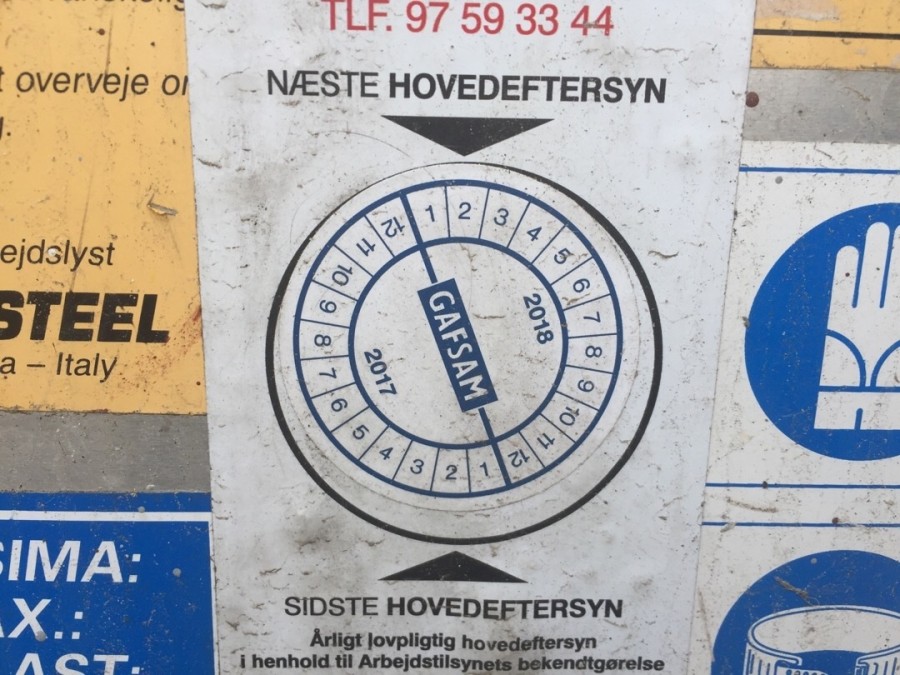 TLF. 97 59 33 44
NÆSTE HOVEDEFTERSYN
t overveje
.
ejdslyst
STEEL
a – Italy
1 2 3 4 5 6 7 8 9 10 11 12
2018
GAFSAM
2017
1 2 3 4 5 6 7 8 9 10 11 12
SIMA:
X.:
AST:
SIDSTE HOVEDEFTERSYN
Årligt lovpligtig hovedeftersyn
i henhold til Arbejdstilsynets bekendtgørelse